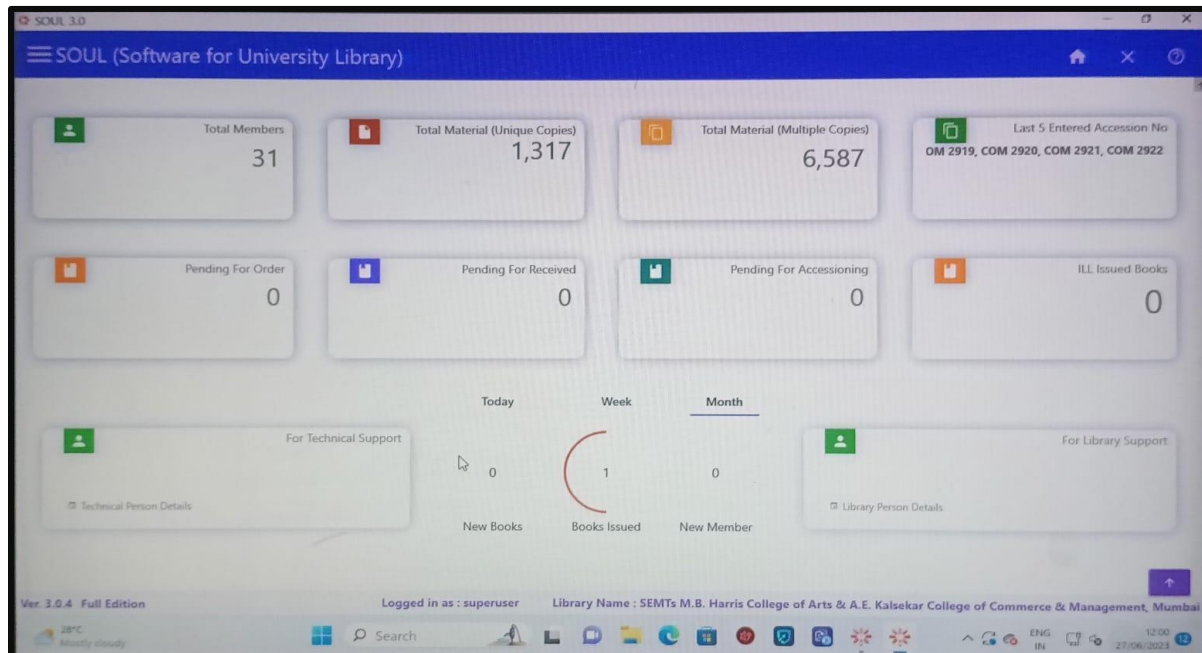 SOUL 3.0
SOUL (Software for University Library)
Total Members
31
Total Material (Unique Copies)
1,317
Total Material (Multiple Copies)
6,587
Last 5 Entered Accession No
OM 2919, COM 2920, COM 2921, COM 2922
Pending For Order
0
Pending For Received
0
Pending For Accessioning
0
ILL Issued Books
0
Today Week Month
For Technical Support
Technical Person Details
0 1 0
New Books Books Issued New Member
For Library Support
Library Person Details
Ver. 3.0.4 Full Edition
Logged in as : superuser
Library Name : SEMTs M.B. Harris College of Arts & A.E. Kalsekar College of Commerce & Management, Mumbai
28°C
Mostly cloudy
Search
ENG
IN
12:00
27/06/2023
12